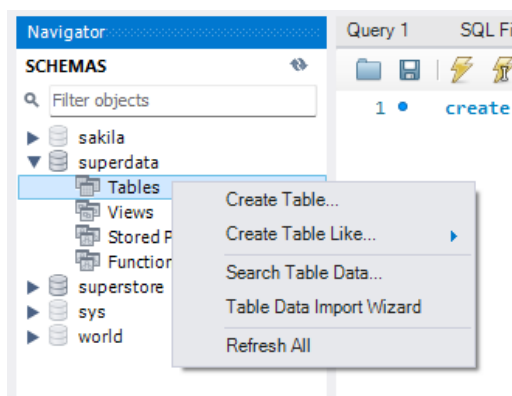 Navigator
SCHEMAS
Filter objects
sakila
superdata
Tables
Views
Stored P
Function
superstore
sys
world
Query 1
SQL Fi
1
create
Create Table...
Create Table Like...
Search Table Data...
Table Data Import Wizard
Refresh All